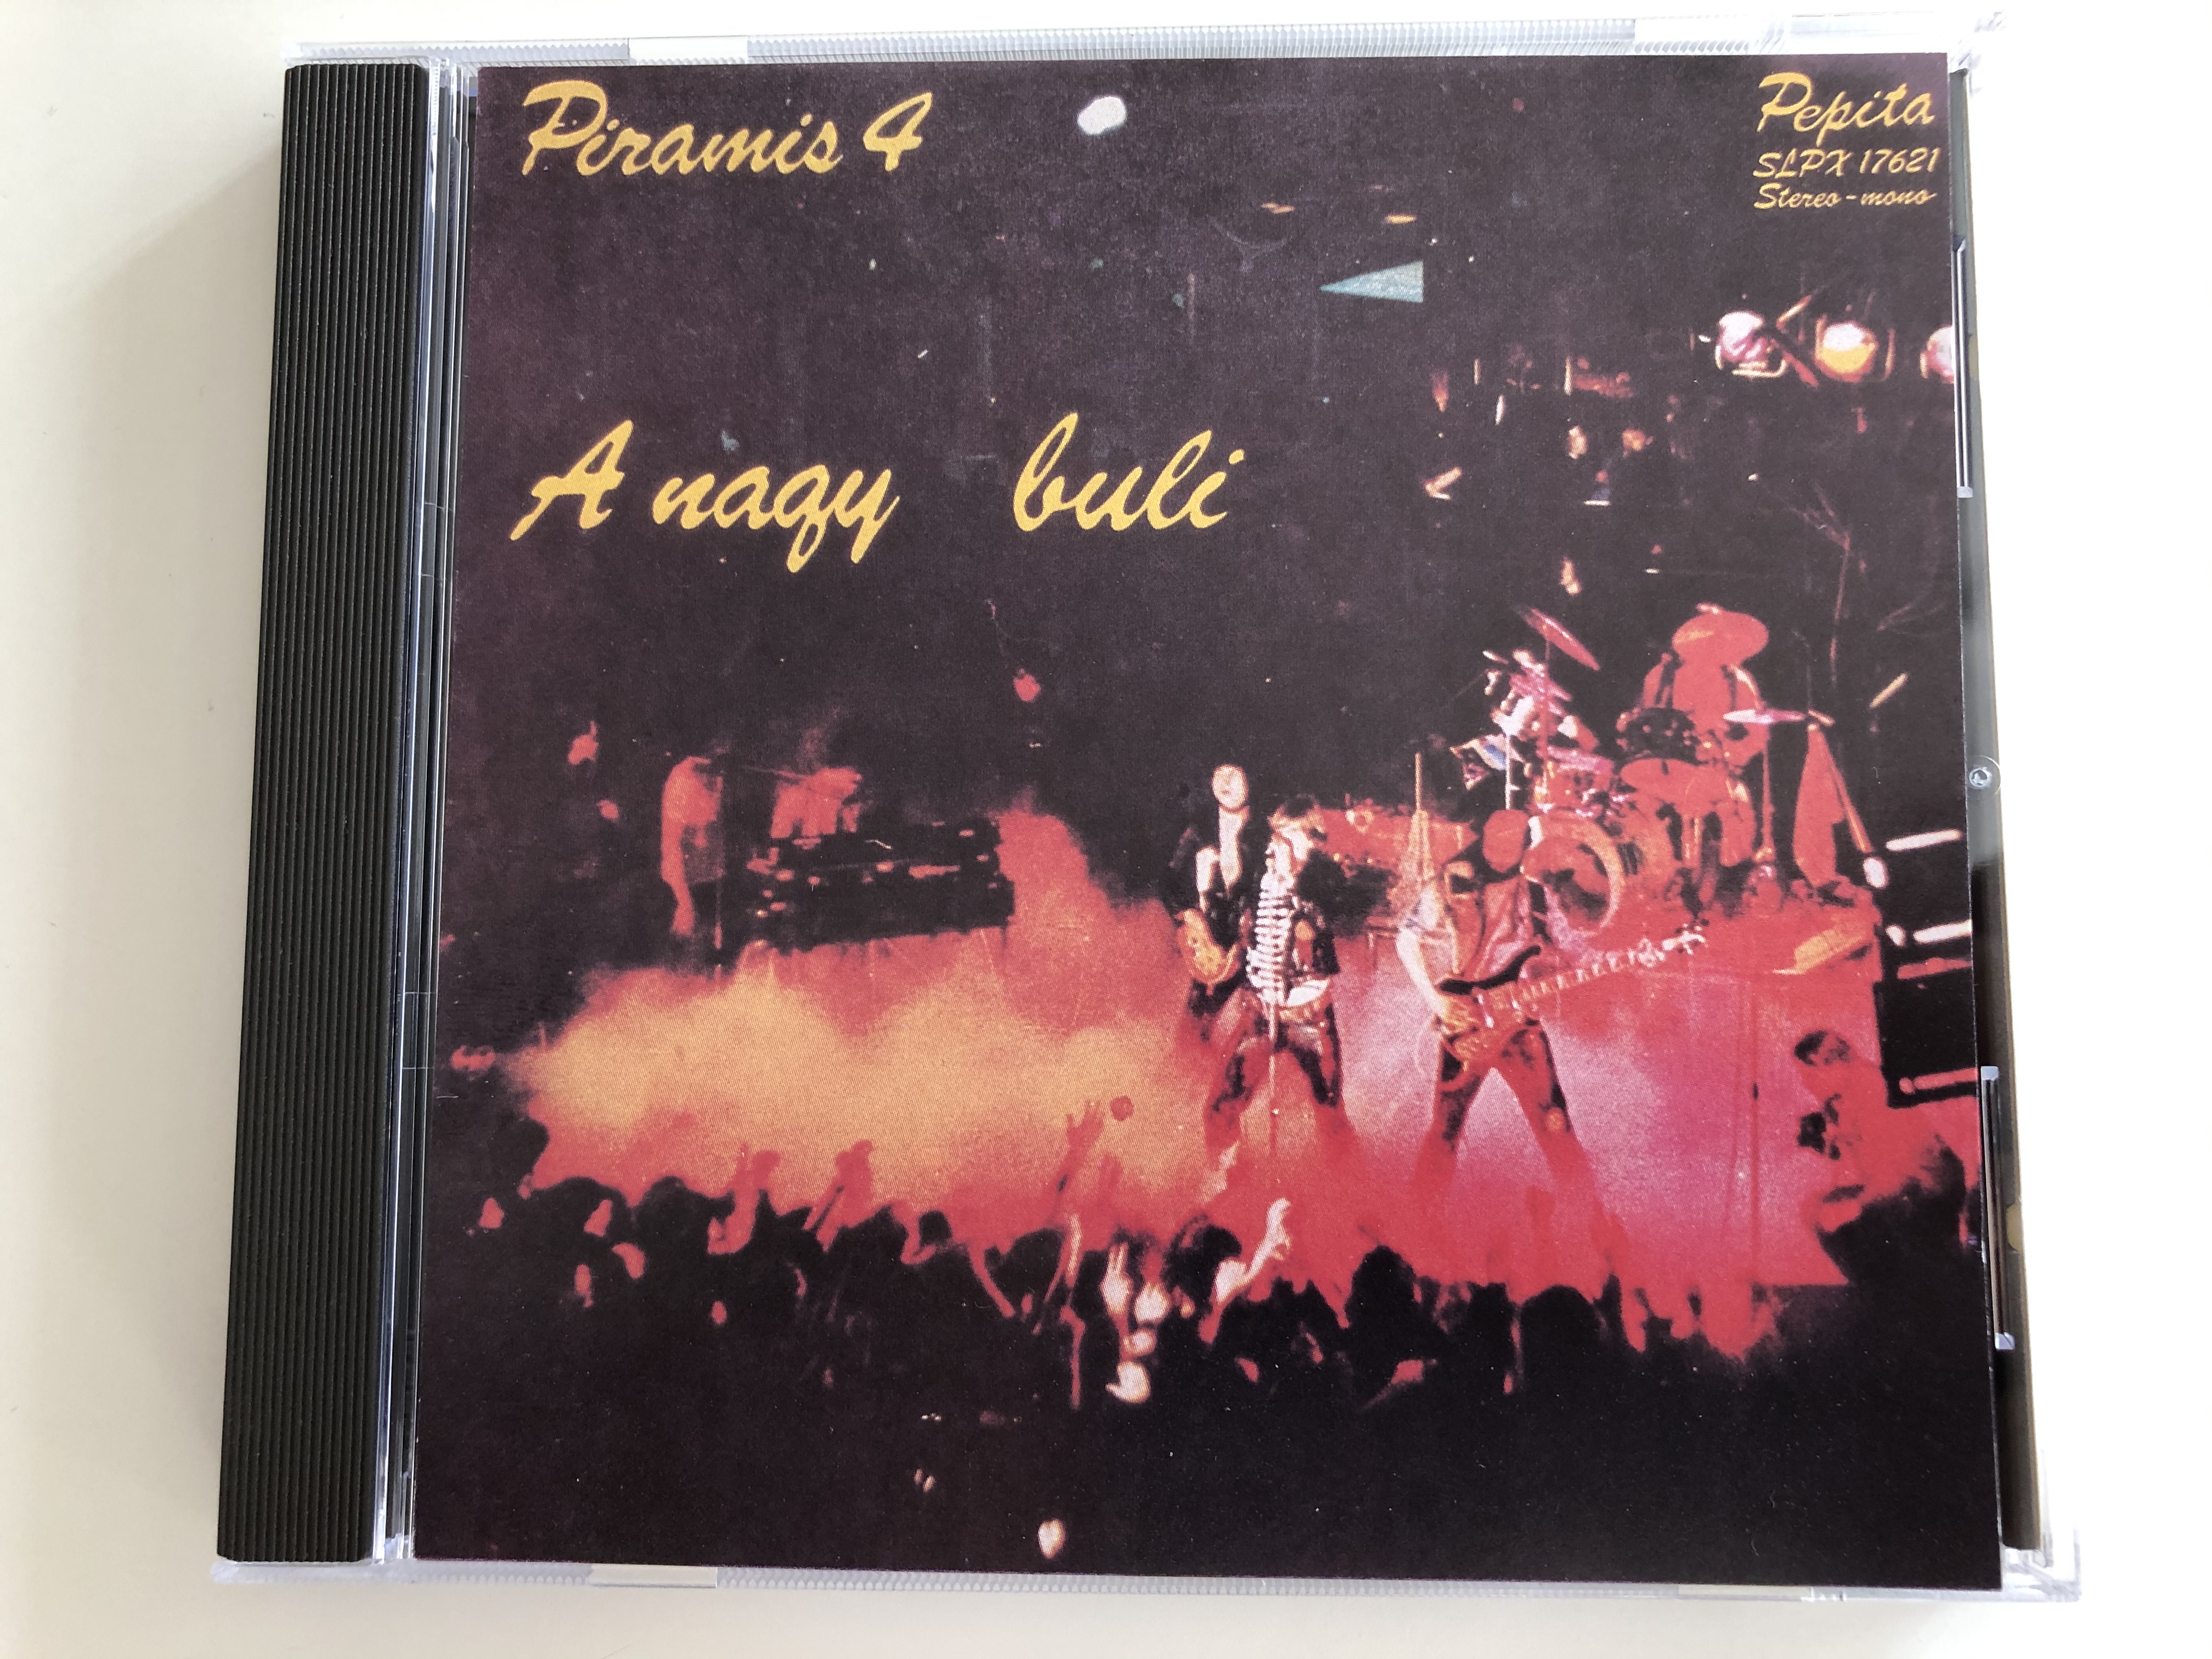 Piramis 4
Pepita
SLPX 17621
Stereo - mono
A nagy buli